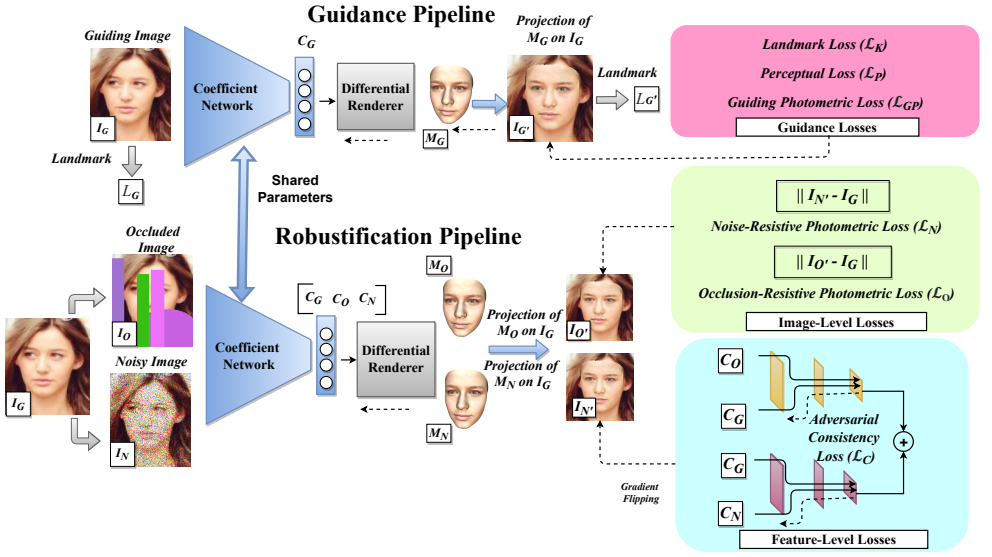 Guidance Pipeline
Guiding Image
I_G
Landmark
L_G
Coefficient
Network
C_G
Differential
Renderer
M_G
Projection of
M_G on I_G
I_G'
Landmark
L_G'
Landmark Loss (ℒ_K)
Perceptual Loss (ℒ_P)
Guiding Photometric Loss (ℒ_GP)
Guidance Losses
Shared
Parameters
Robustification Pipeline
Occluded
Image
I_O
Noisy Image
I_N
I_G
Coefficient
Network
C_G C_O C_N
Differential
Renderer
M_O
M_N
Projection of
M_O on I_G
Projection of
M_N on I_G
I_O'
I_N'
|| I_N' - I_G ||
Noise-Resistive Photometric Loss (ℒ_N)
|| I_O' - I_G ||
Occlusion-Resistive Photometric Loss (ℒ_O)
Image-Level Losses
C_O
C_G
Adversarial
Consistency
Loss (ℒ_C)
C_G
C_N
+
Gradient
Flipping
Feature-Level Losses